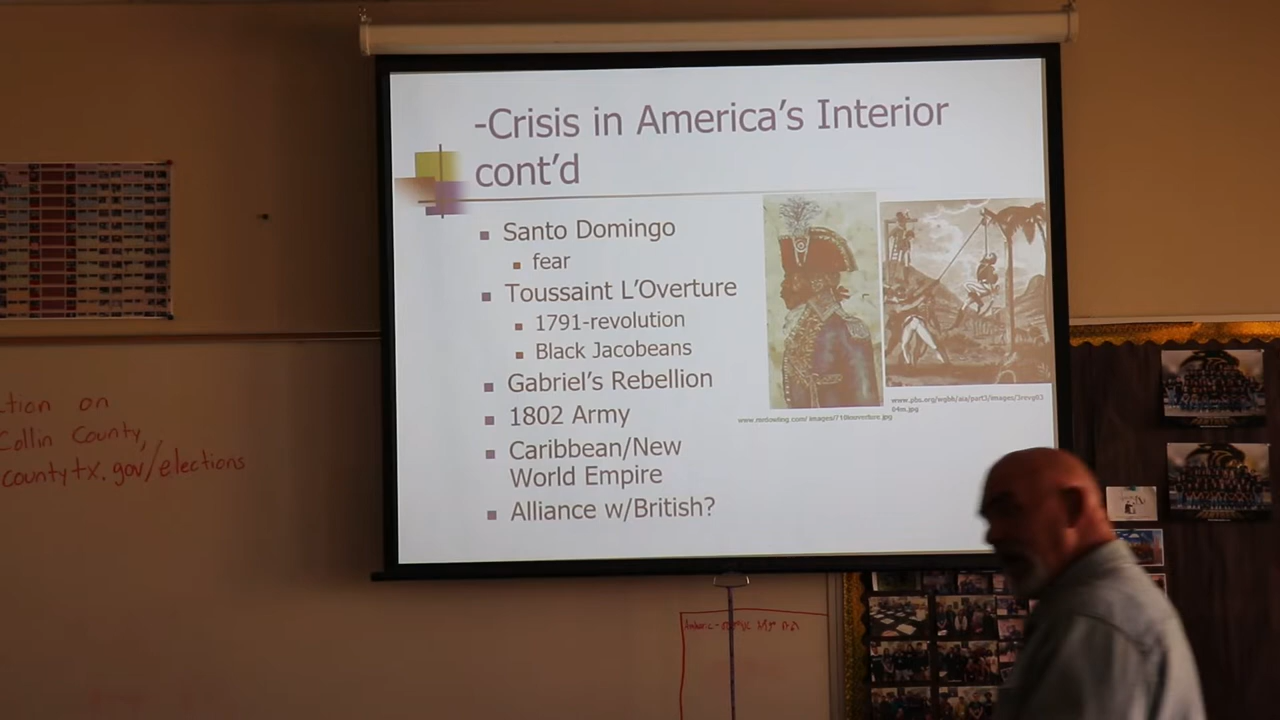 -Crisis in America's Interior
cont'd
Santo Domingo
fear
Toussaint L'Overture
1791-revolution
Black Jacobeans
Gabriel's Rebellion
1802 Army
Caribbean/New
World Empire
Alliance w/British?
tion on
Collin County,
countytx.gov/elections